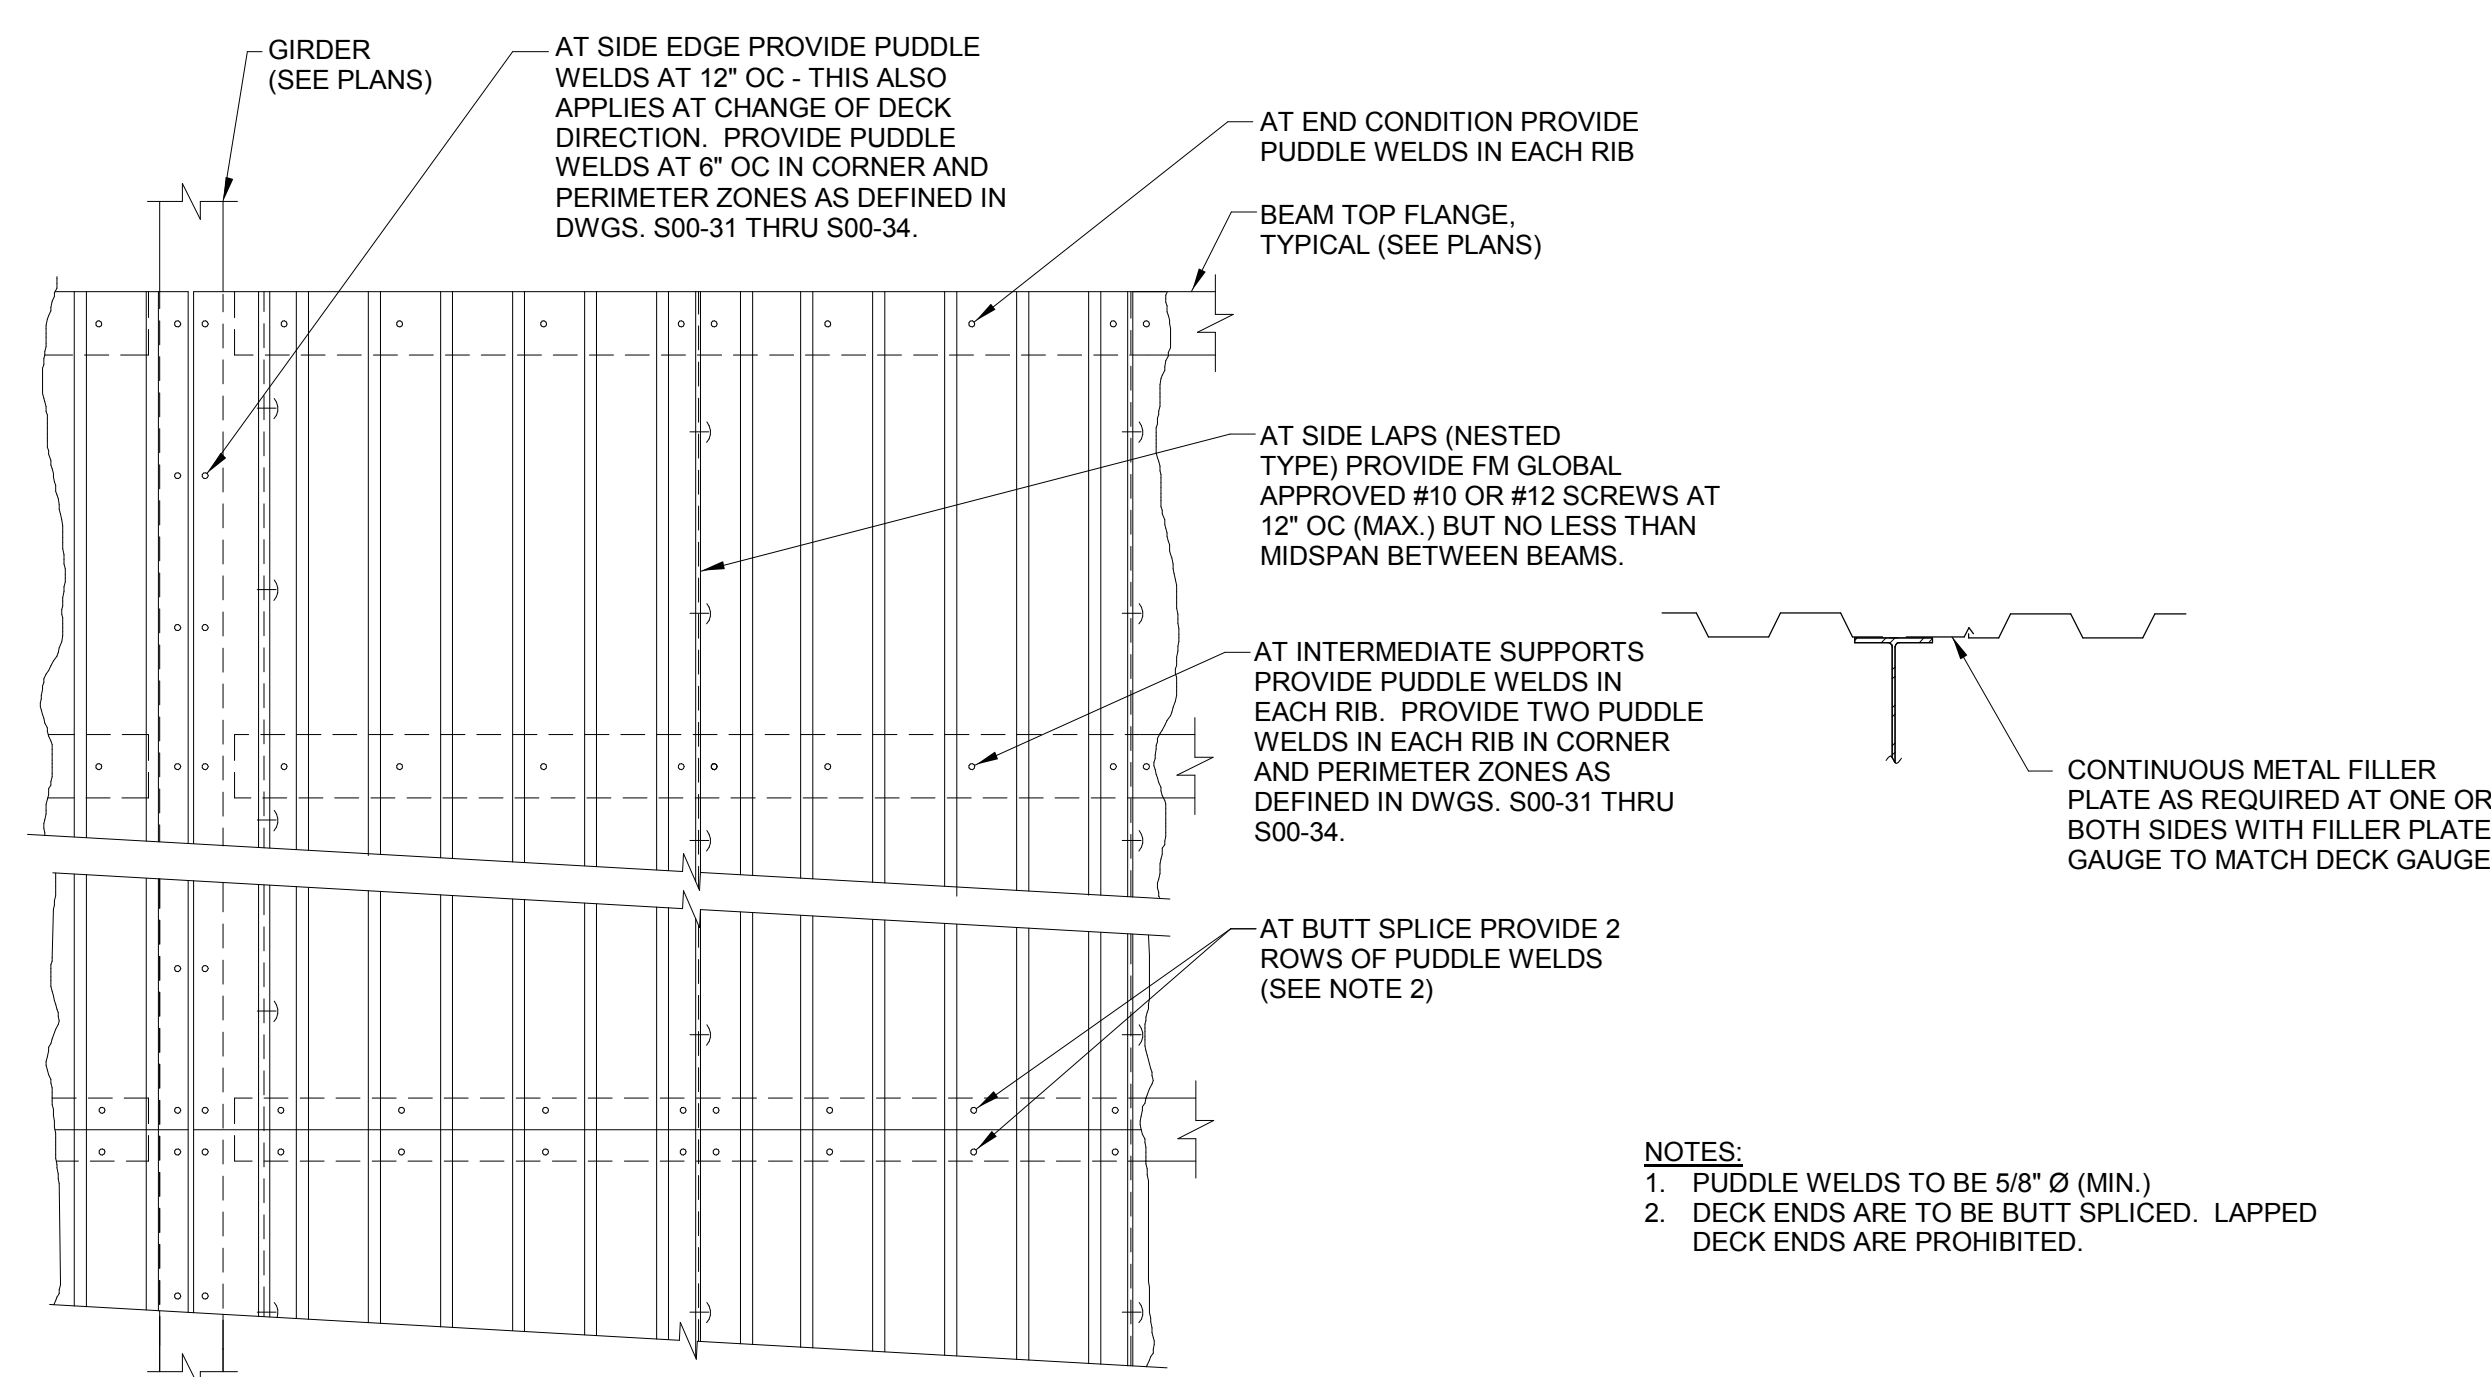 GIRDER
(SEE PLANS)
AT SIDE EDGE PROVIDE PUDDLE
WELDS AT 12" OC - THIS ALSO
APPLIES AT CHANGE OF DECK
DIRECTION. PROVIDE PUDDLE
WELDS AT 6" OC IN CORNER AND
PERIMETER ZONES AS DEFINED IN
DWGS. S00-31 THRU S00-34.
AT END CONDITION PROVIDE
PUDDLE WELDS IN EACH RIB
BEAM TOP FLANGE,
TYPICAL (SEE PLANS)
AT SIDE LAPS (NESTED
TYPE) PROVIDE FM GLOBAL
APPROVED #10 OR #12 SCREWS AT
12" OC (MAX.) BUT NO LESS THAN
MIDSPAN BETWEEN BEAMS.
AT INTERMEDIATE SUPPORTS
PROVIDE PUDDLE WELDS IN
EACH RIB. PROVIDE TWO PUDDLE
WELDS IN EACH RIB IN CORNER
AND PERIMETER ZONES AS
DEFINED IN DWGS. S00-31 THRU
S00-34.
CONTINUOUS METAL FILLER
PLATE AS REQUIRED AT ONE OR
BOTH SIDES WITH FILLER PLATE
GAUGE TO MATCH DECK GAUGE
AT BUTT SPLICE PROVIDE 2
ROWS OF PUDDLE WELDS
(SEE NOTE 2)
NOTES:
1. PUDDLE WELDS TO BE 5/8" Ø (MIN.)
2. DECK ENDS ARE TO BE BUTT SPLICED. LAPPED
DECK ENDS ARE PROHIBITED.